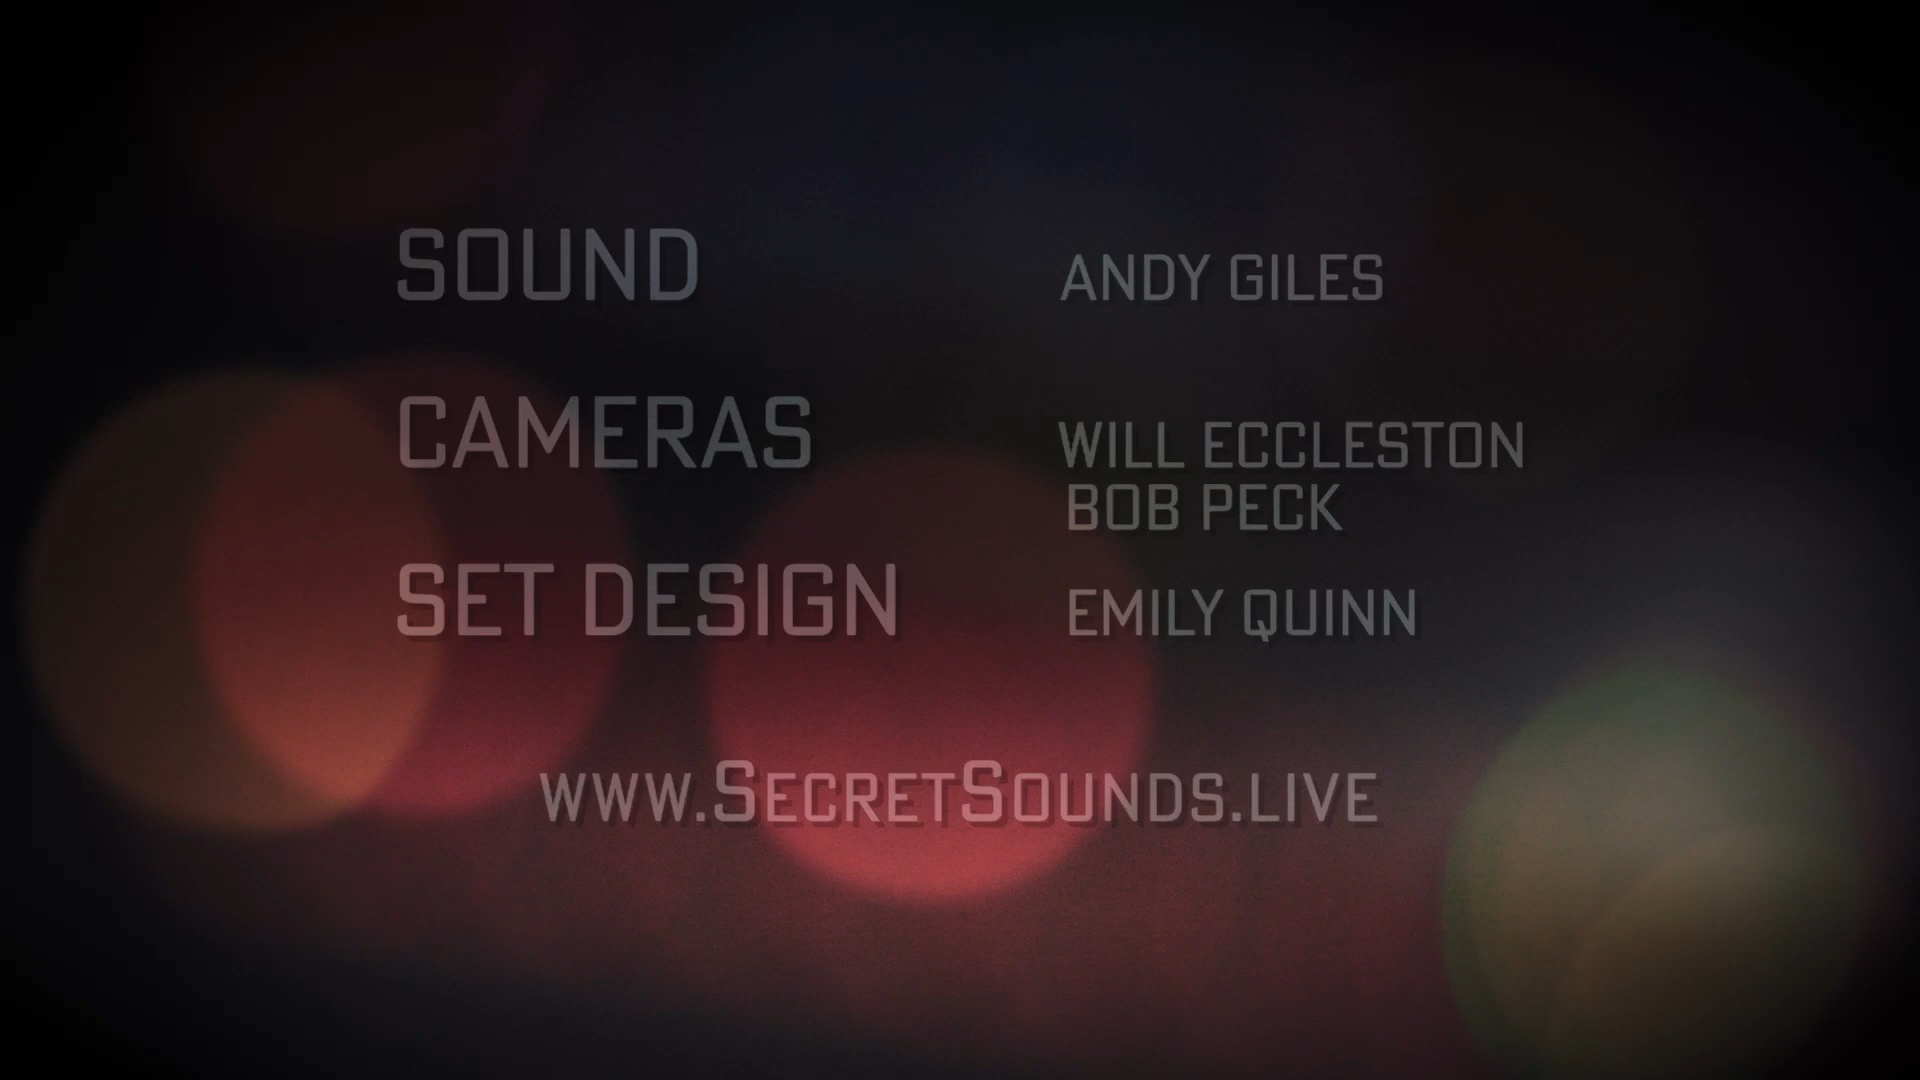 SOUND ANDY GILES
CAMERAS WILL ECCLESTON
BOB PECK
SET DESIGN EMILY QUINN
www.SecretSounds.live